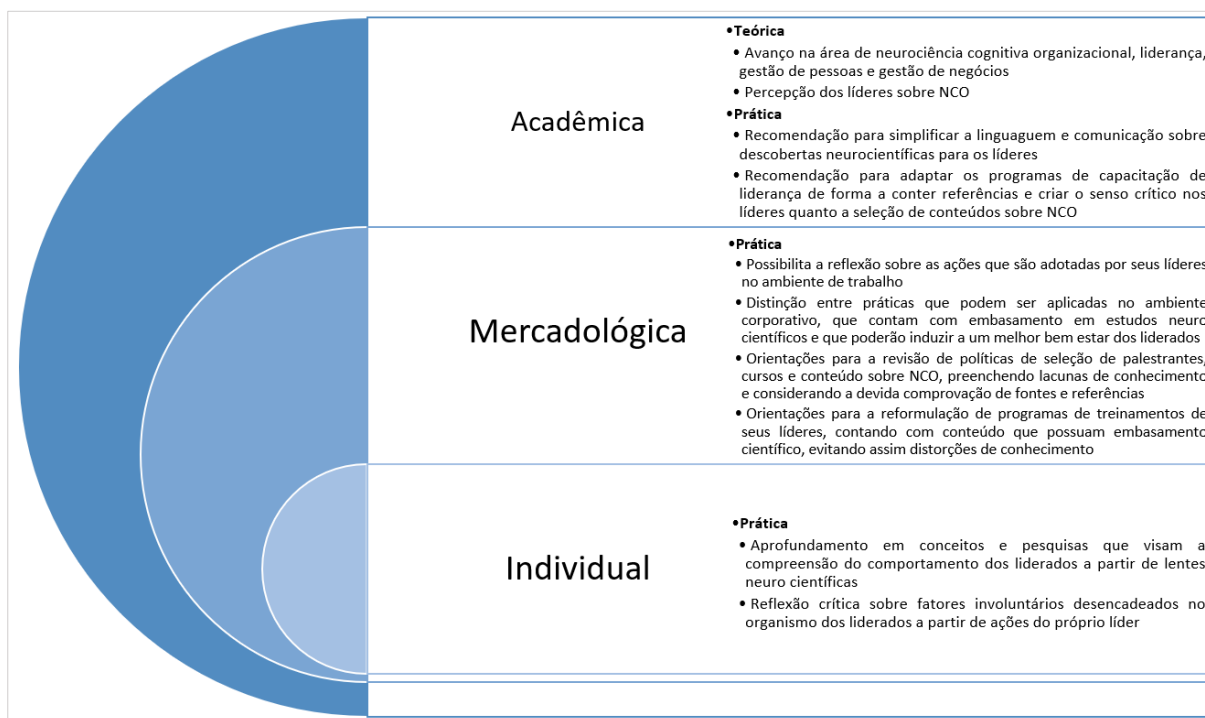 Acadêmica
•Teórica
• Avanço na área de neurociência cognitiva organizacional, liderança,
gestão de pessoas e gestão de negócios
• Percepção dos líderes sobre NCO
•Prática
• Recomendação para simplificar a linguaguem e comunicação sobre
descobertas neurocientíficas para os líderes
• Recomendação para adaptar os programas de capacitação de
liderança de forma a conter referências e criar o senso crítico nos
líderes quanto a seleção de conteúdos sobre NCO
Mercadológica
•Prática
• Possibilita a reflexão sobre as ações que são adotadas por seus líderes
no ambiente de trabalho
• Distinção entre práticas que podem ser aplicadas no ambiente
corporativo, que contam com embasamento em estudos neuro
científicos e que poderão induzir a um melhor bem estar dos liderados
• Orientações para a revisão de políticas de seleção de palestrantes,
cursos e conteúdo sobre NCO, preenchendo lacunas de conhecimento
e considerando a devida comprovação de fontes e referências
• Orientações para a reformulação de programas de treinamentos de
seus líderes, contando com conteúdo que possuam embasamento
científico, evitando assim distorções de conhecimento
Individual
•Prática
• Aprofundamento em conceitos e pesquisas que visam a
compreensão do comportamento dos liderados a partir de lentes
neuro científicas
• Reflexão crítica sobre fatores involuntários desencadeados no
organismo dos liderados a partir de ações do próprio líder